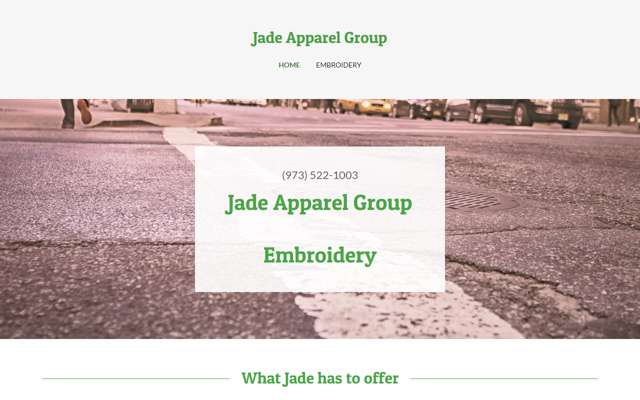 Jade Apparel Group
HOME EMBROIDERY
(973) 522-1003
Jade Apparel Group
Embroidery
What Jade has to offer